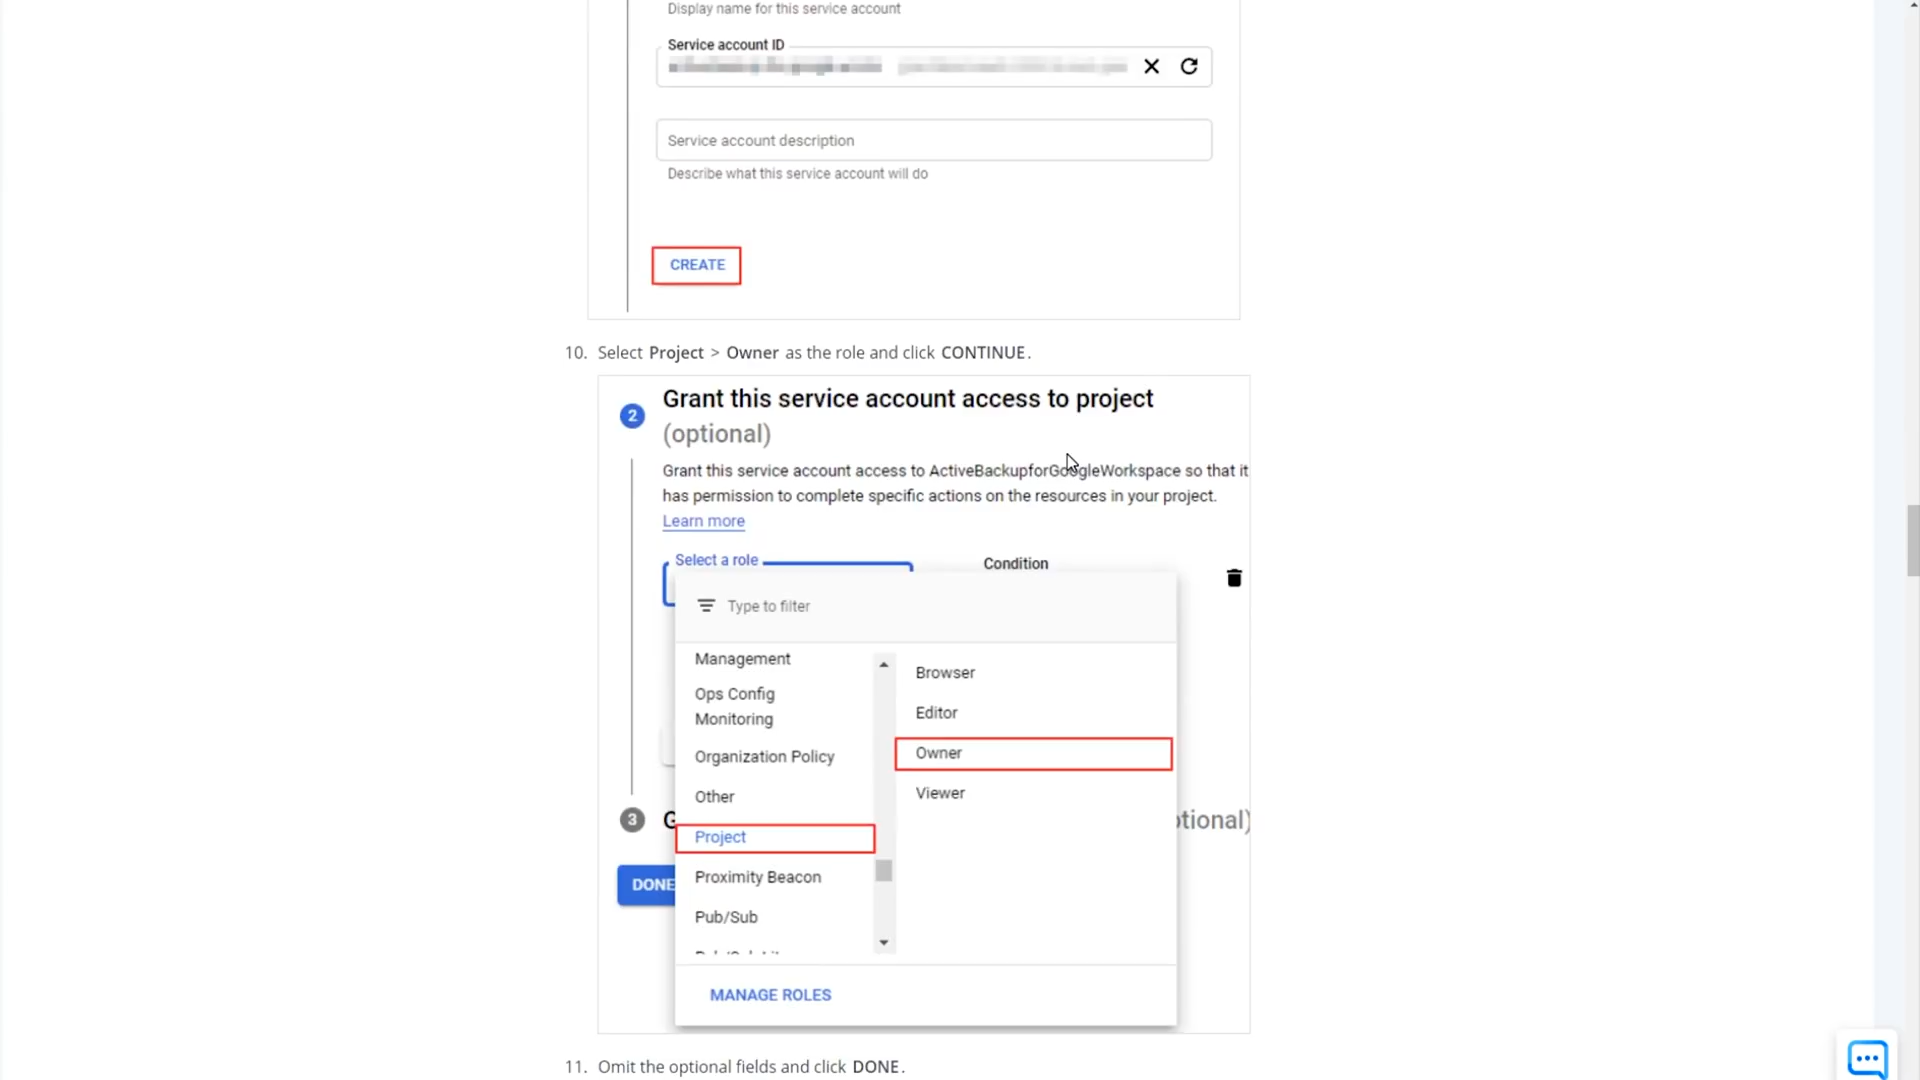 Display name for this service account
Service account ID
Service account description
Describe what this service account will do
CREATE
10. Select Project > Owner as the role and click CONTINUE.
2
Grant this service account access to project
(optional)
Grant this service account access to ActiveBackupforGoogleWorkspace so that it
has permission to complete specific actions on the resources in your project.
Learn more
Select a role
Condition
Type to filter
Management
Ops Config
Monitoring
Organization Policy
Other
Project
Proximity Beacon
Pub/Sub
Browser
Editor
Owner
Viewer
3
DONE
MANAGE ROLES
11. Omit the optional fields and click DONE.